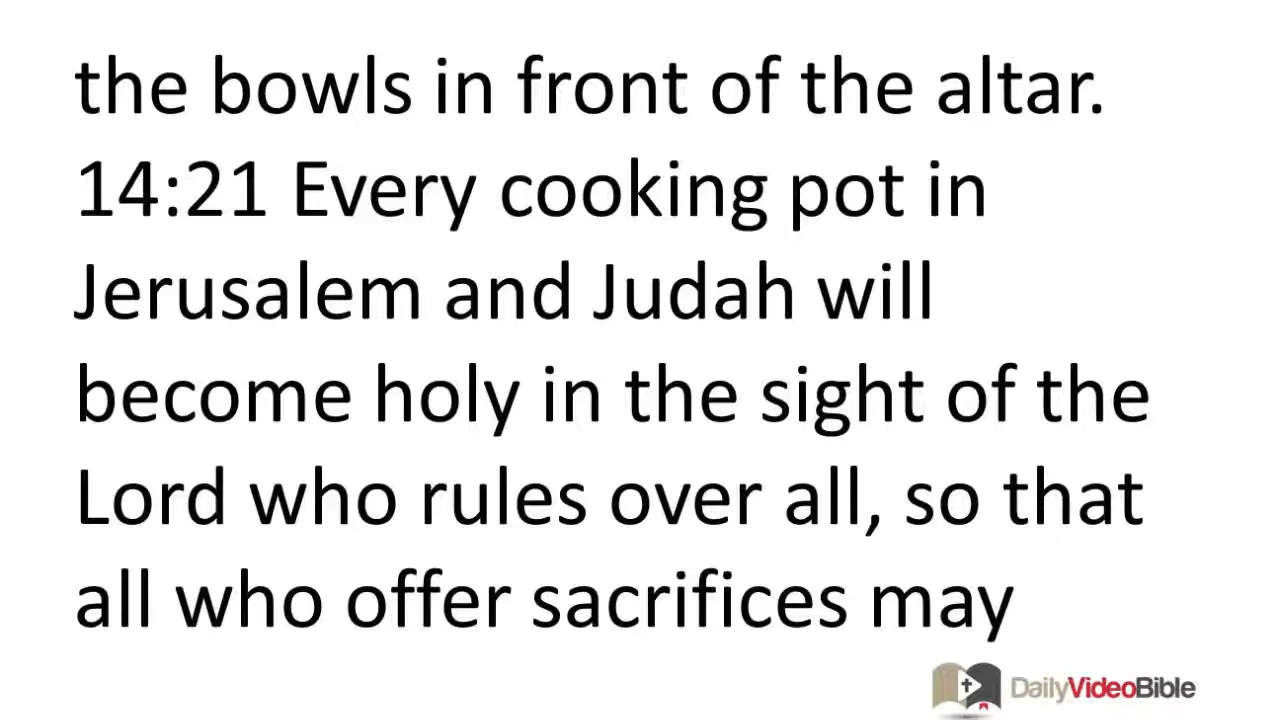 the bowls in front of the altar.
14:21 Every cooking pot in
Jerusalem and Judah will
become holy in the sight of the
Lord who rules over all, so that
all who offer sacrifices may
DailyVideoBible